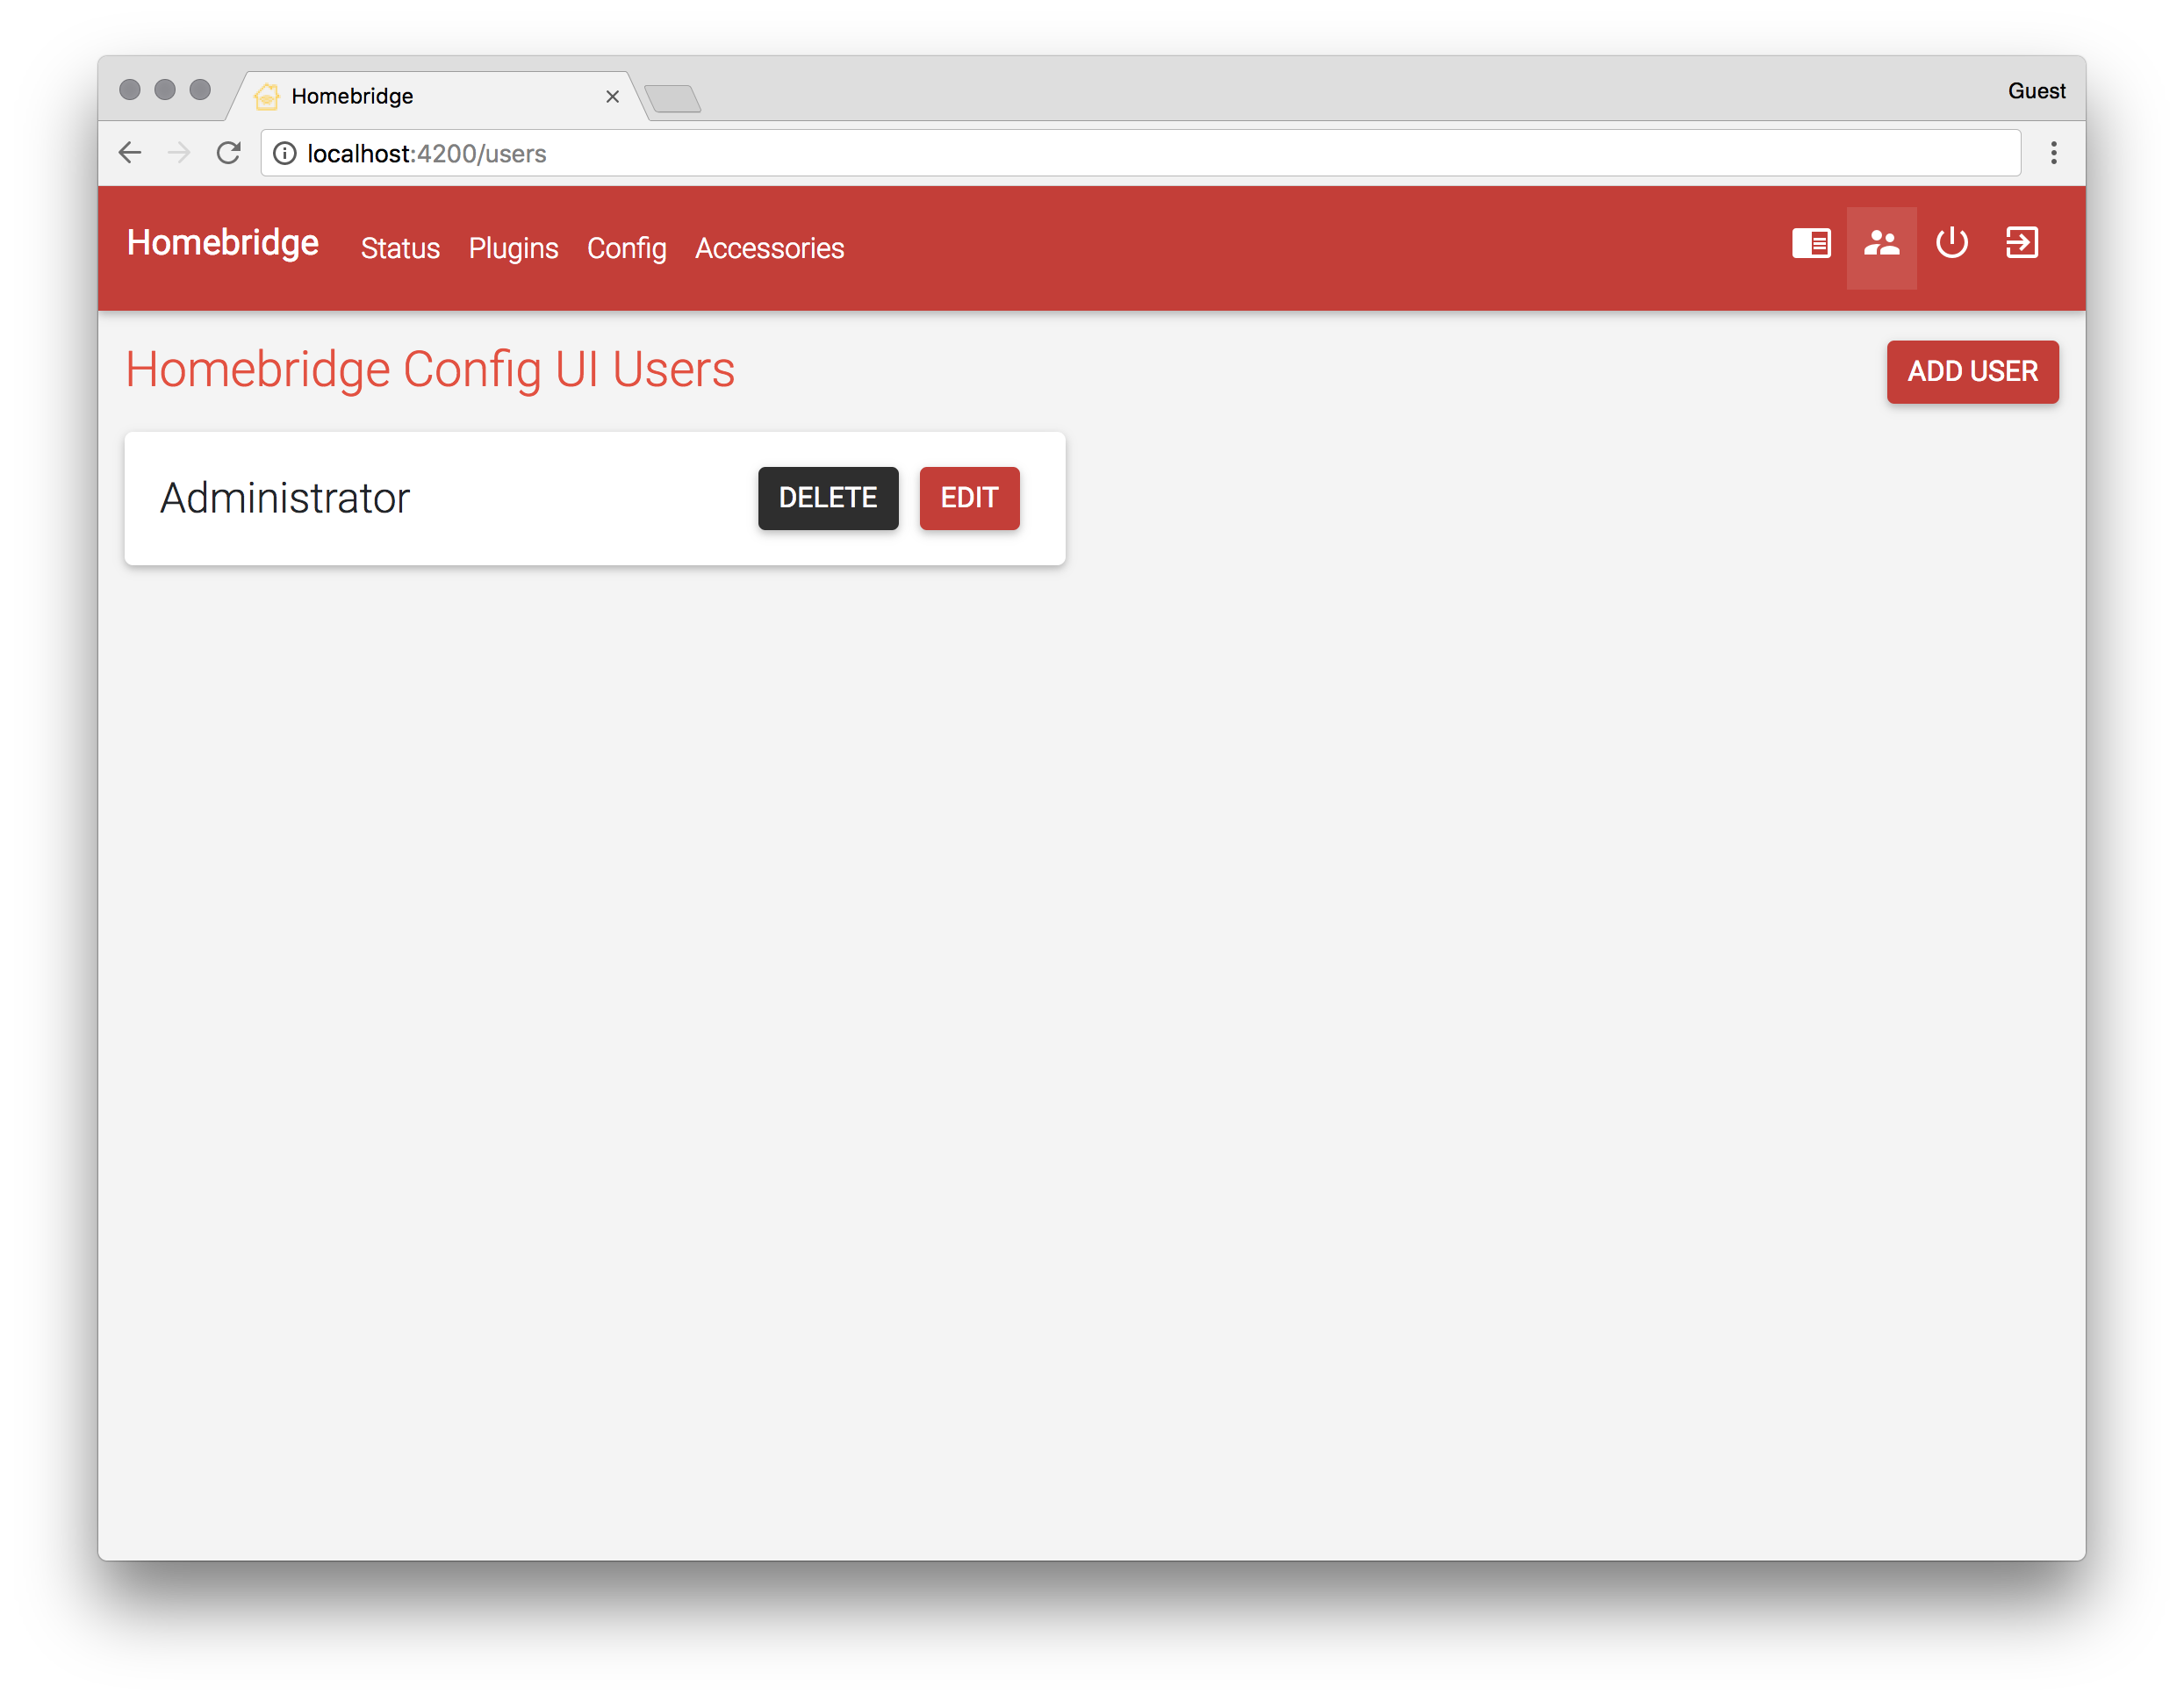 Homebridge
Guest
localhost:4200/users
Homebridge Status Plugins Config Accessories
Homebridge Config UI Users
ADD USER
Administrator
DELETE
EDIT